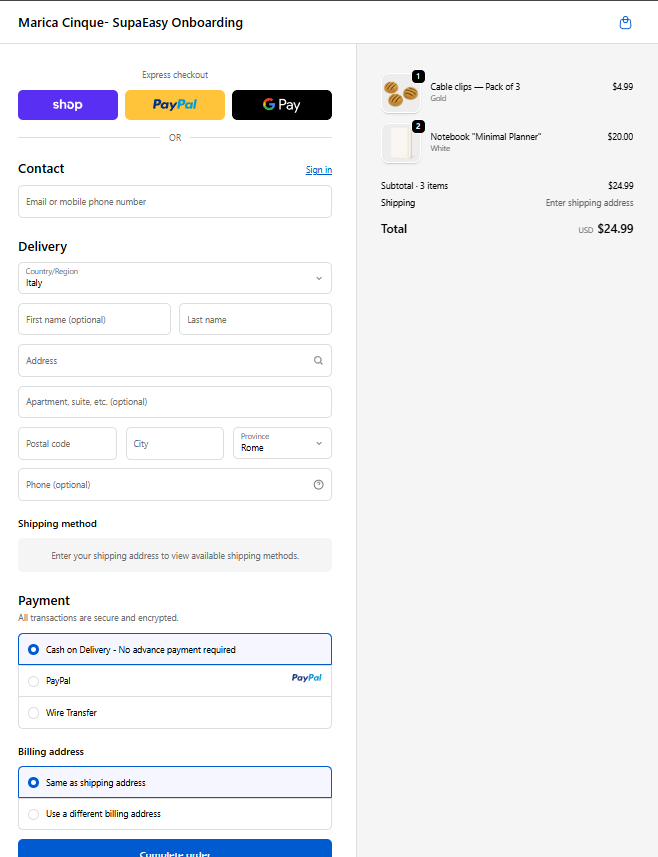 Marica Cinque- SupaEasy Onboarding
Express checkout
shop
PayPal
G Pay
OR
Contact
Sign in
Email or mobile phone number
Delivery
Country/Region
Italy
First name (optional)
Last name
Address
Apartment, suite, etc. (optional)
Postal code
City
Province
Rome
Phone (optional)
Shipping method
Enter your shipping address to view available shipping methods.
Payment
All transactions are secure and encrypted.
Cash on Delivery - No advance payment required
PayPal
PayPal
Wire Transfer
Billing address
Same as shipping address
Use a different billing address
Complete order
1
Cable clips — Pack of 3
$4.99
Gold
2
Notebook "Minimal Planner"
$20.00
White
Subtotal · 3 items
$24.99
Shipping
Enter shipping address
Total
USD $24.99